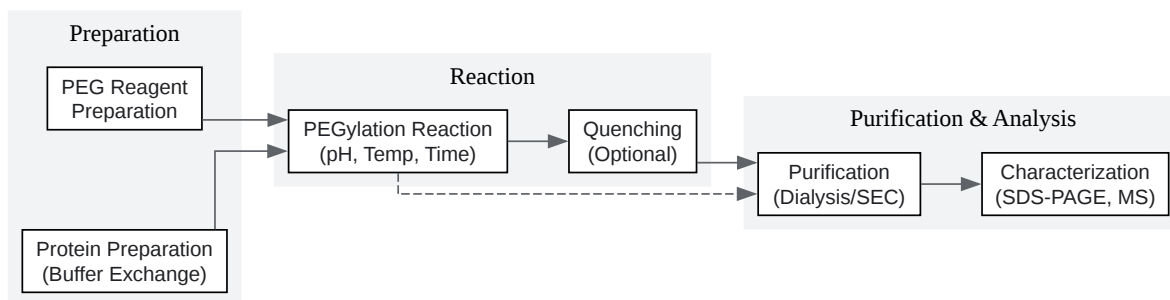 Preparation
PEG Reagent
Preparation
Protein Preparation
(Buffer Exchange)
Reaction
PEGylation Reaction
(pH, Temp, Time)
Quenching
(Optional)
Purification & Analysis
Purification
(Dialysis/SEC)
Characterization
(SDS-PAGE, MS)